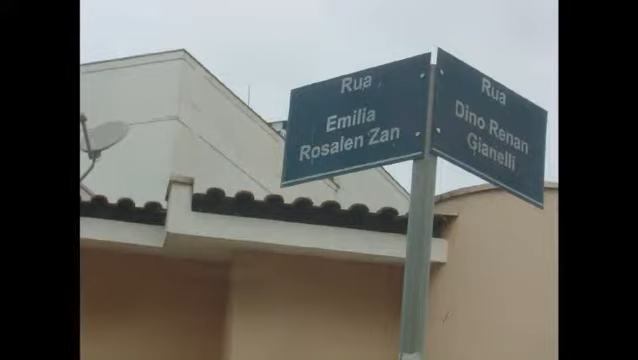 Rua
Emilia
Rosalen Zan
Rua
Dino Renan
Gianelli